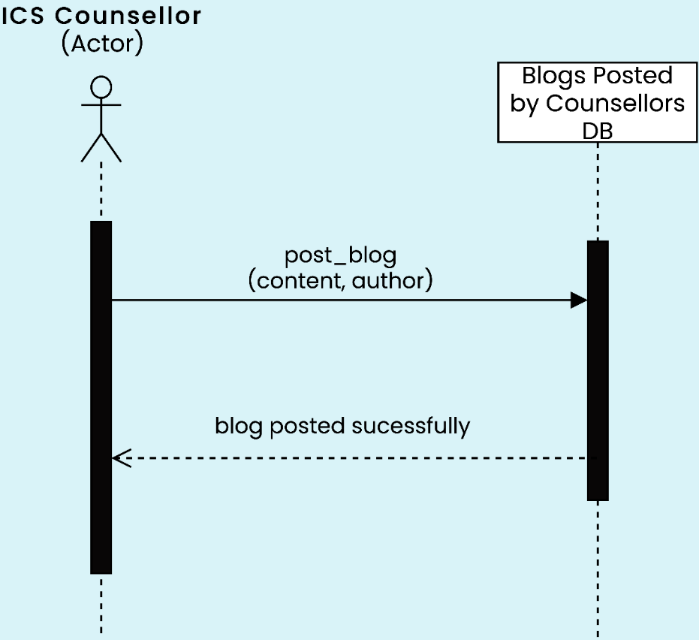 ICS Counsellor
(Actor)
Blogs Posted
by Counsellors
DB
post_blog
(content, author)
blog posted sucessfully